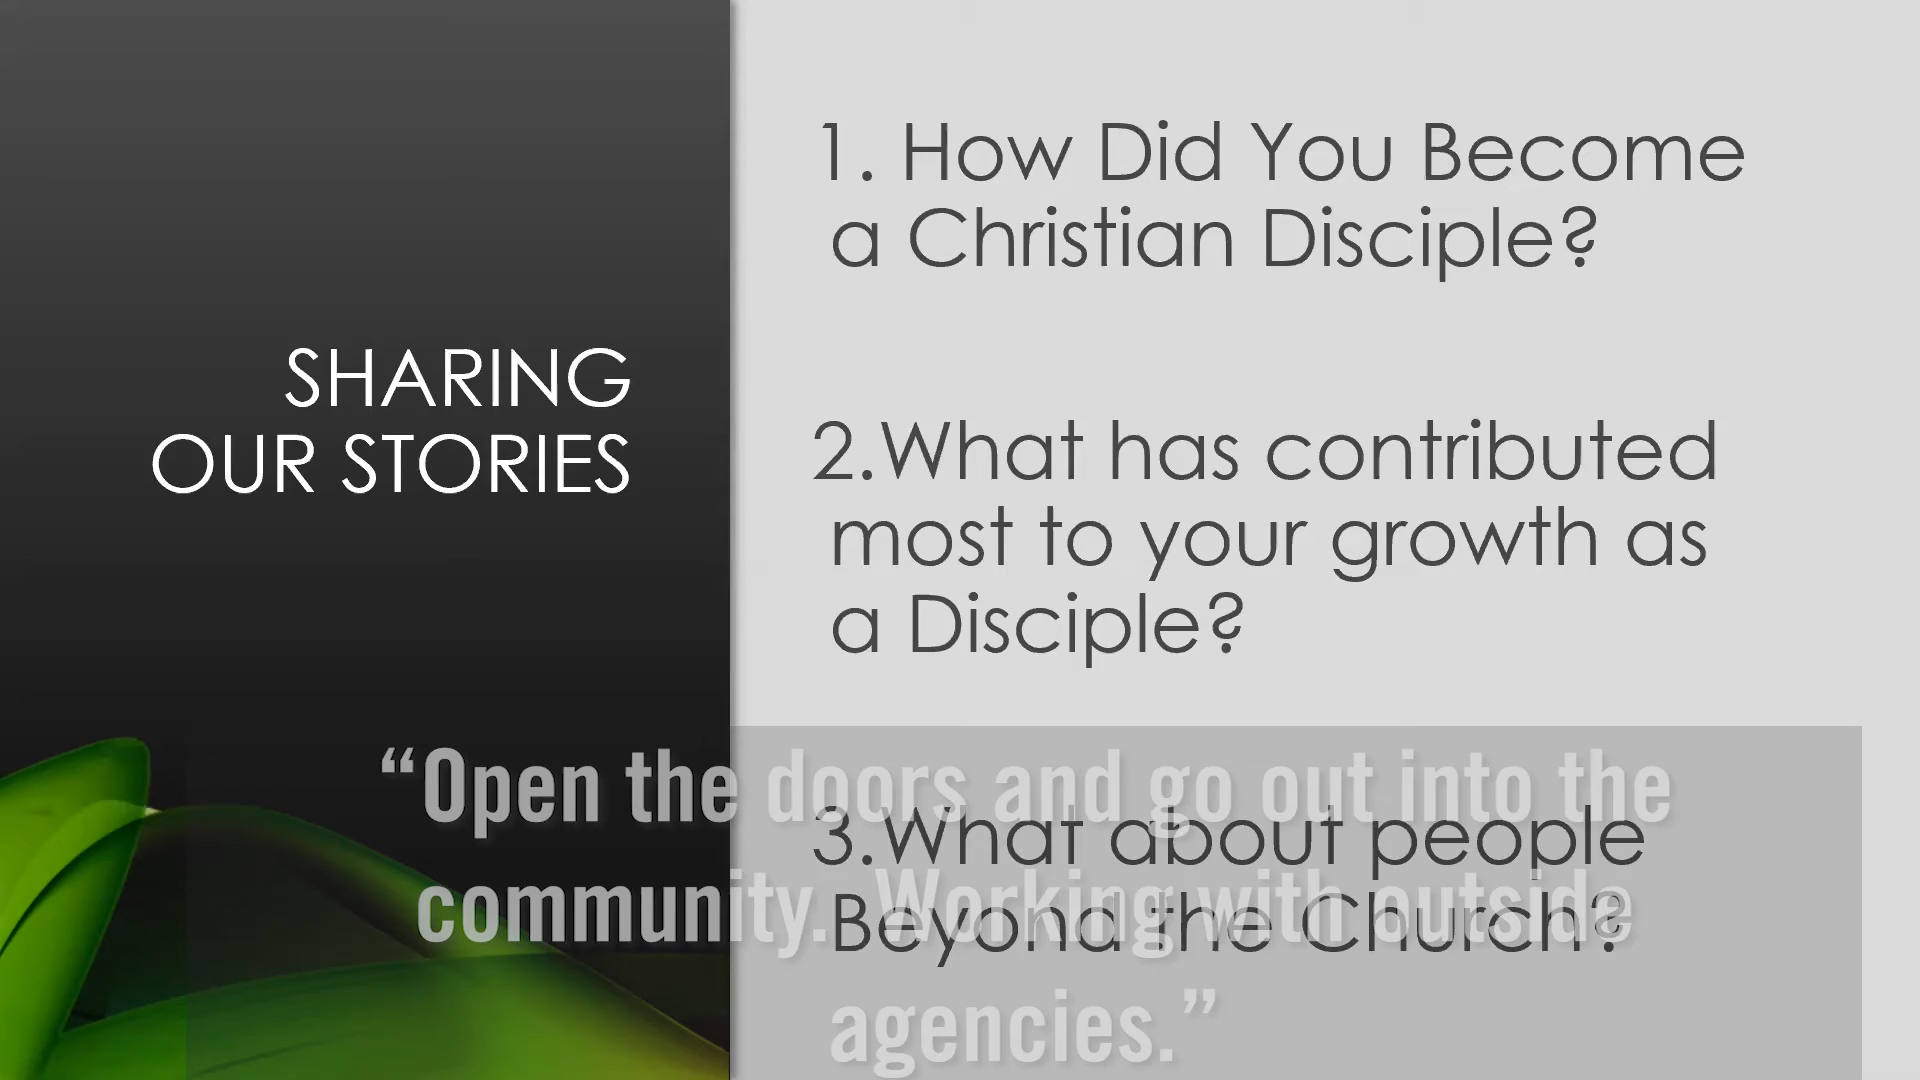 SHARING
OUR STORIES
1. How Did You Become
a Christian Disciple?
2.What has contributed
most to your growth as
a Disciple?
3.What about people
Beyond the Church?
“Open the doors and go out into the
community. Working with outside
agencies.”